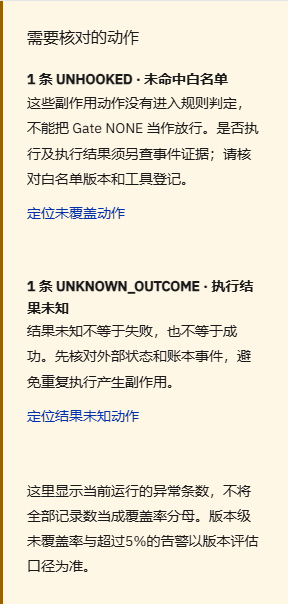 需要核对的动作
1 条 UNHOOKED · 未命中白名单
这些副作用动作没有进入规则判定，
不能把 Gate NONE 当作放行。是否执
行及执行结果须另查事件证据；请核
对白名单版本和工具登记。
定位未覆盖动作
1 条 UNKNOWN_OUTCOME · 执行结
果未知
结果未知不等于失败，也不等于成
功。先核对外部状态和账本事件，避
免重复执行产生副作用。
定位结果未知动作
这里显示当前运行的异常条数，不将
全部记录数当成覆盖率分母。版本级
未覆盖率与超过5%的告警以版本评估
口径为准。